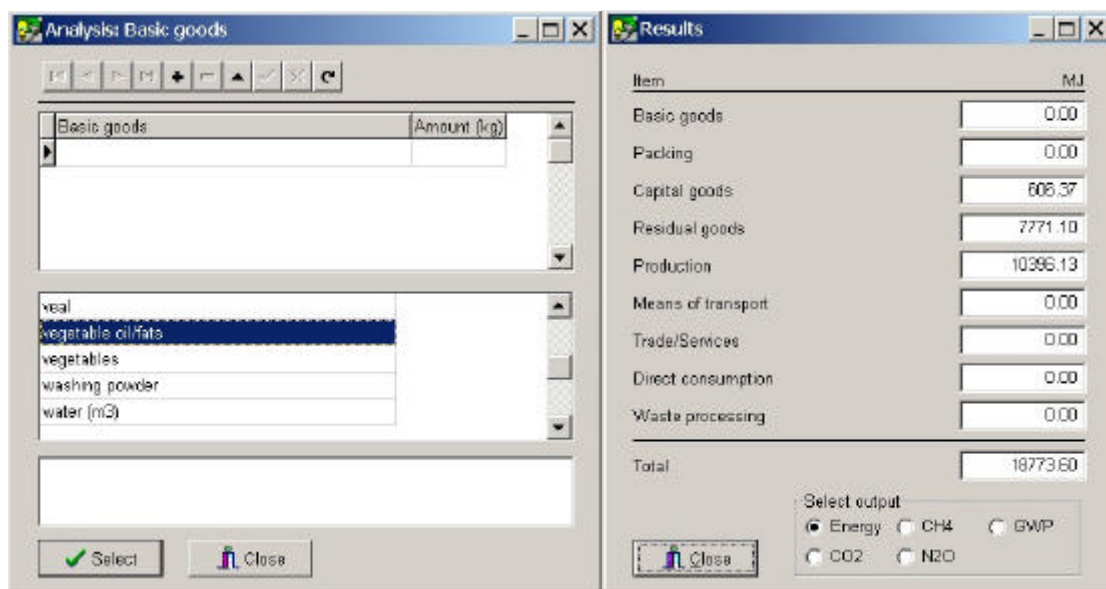 Analysis: Basic goods
Basic goods Amount (kg)
veal
vegetable oil/fats
vegetables
washing powder
water (m3)
Select Close
Results
Item MJ
Basic goods 0.00
Packing 0.00
Capital goods 606.37
Residual goods 7771.10
Production 10396.13
Means of transport 0.00
Trade/Services 0.00
Direct consumption 0.00
Waste processing 0.00
Total 18773.60
Select output
Energy CH4 GWP
CO2 N2O
Close